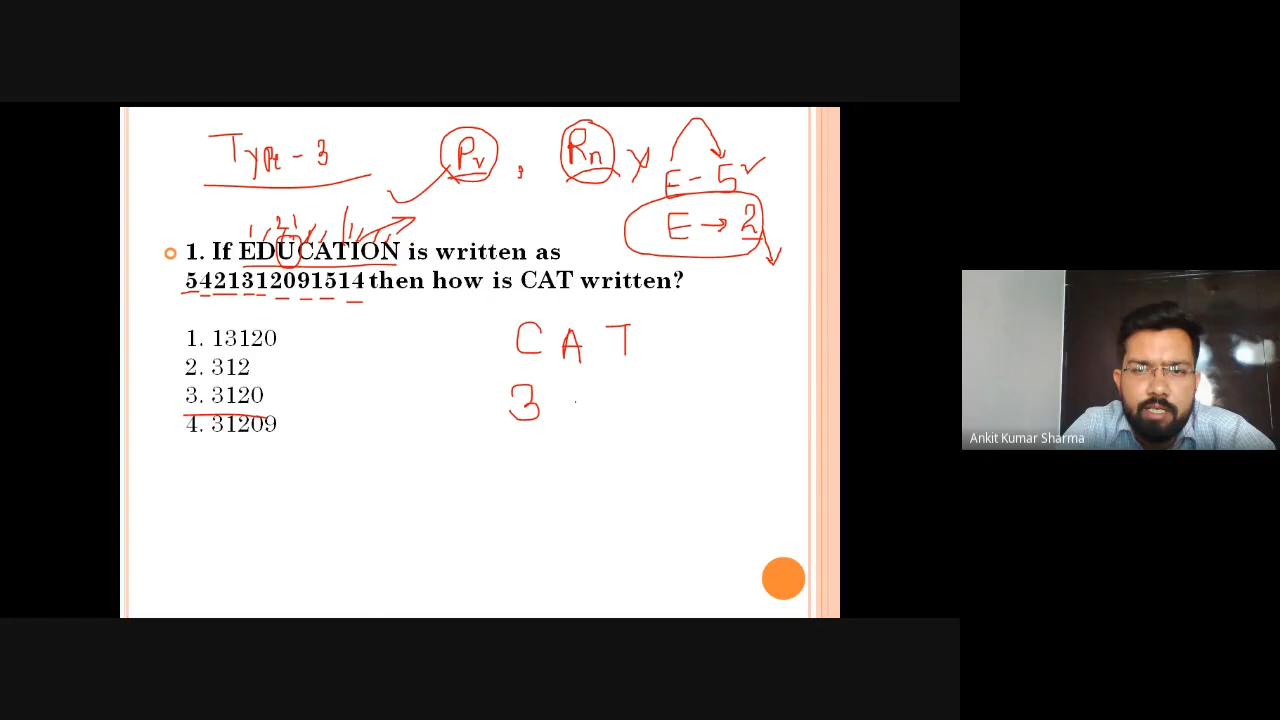 Type - 3
Pv , Rn
E - 5
E → 2
1. If EDUCATION is written as
5421312091514 then how is CAT written?
1. 13120
2. 312
3. 3120
4. 31209
C A T
3
Ankit Kumar Sharma